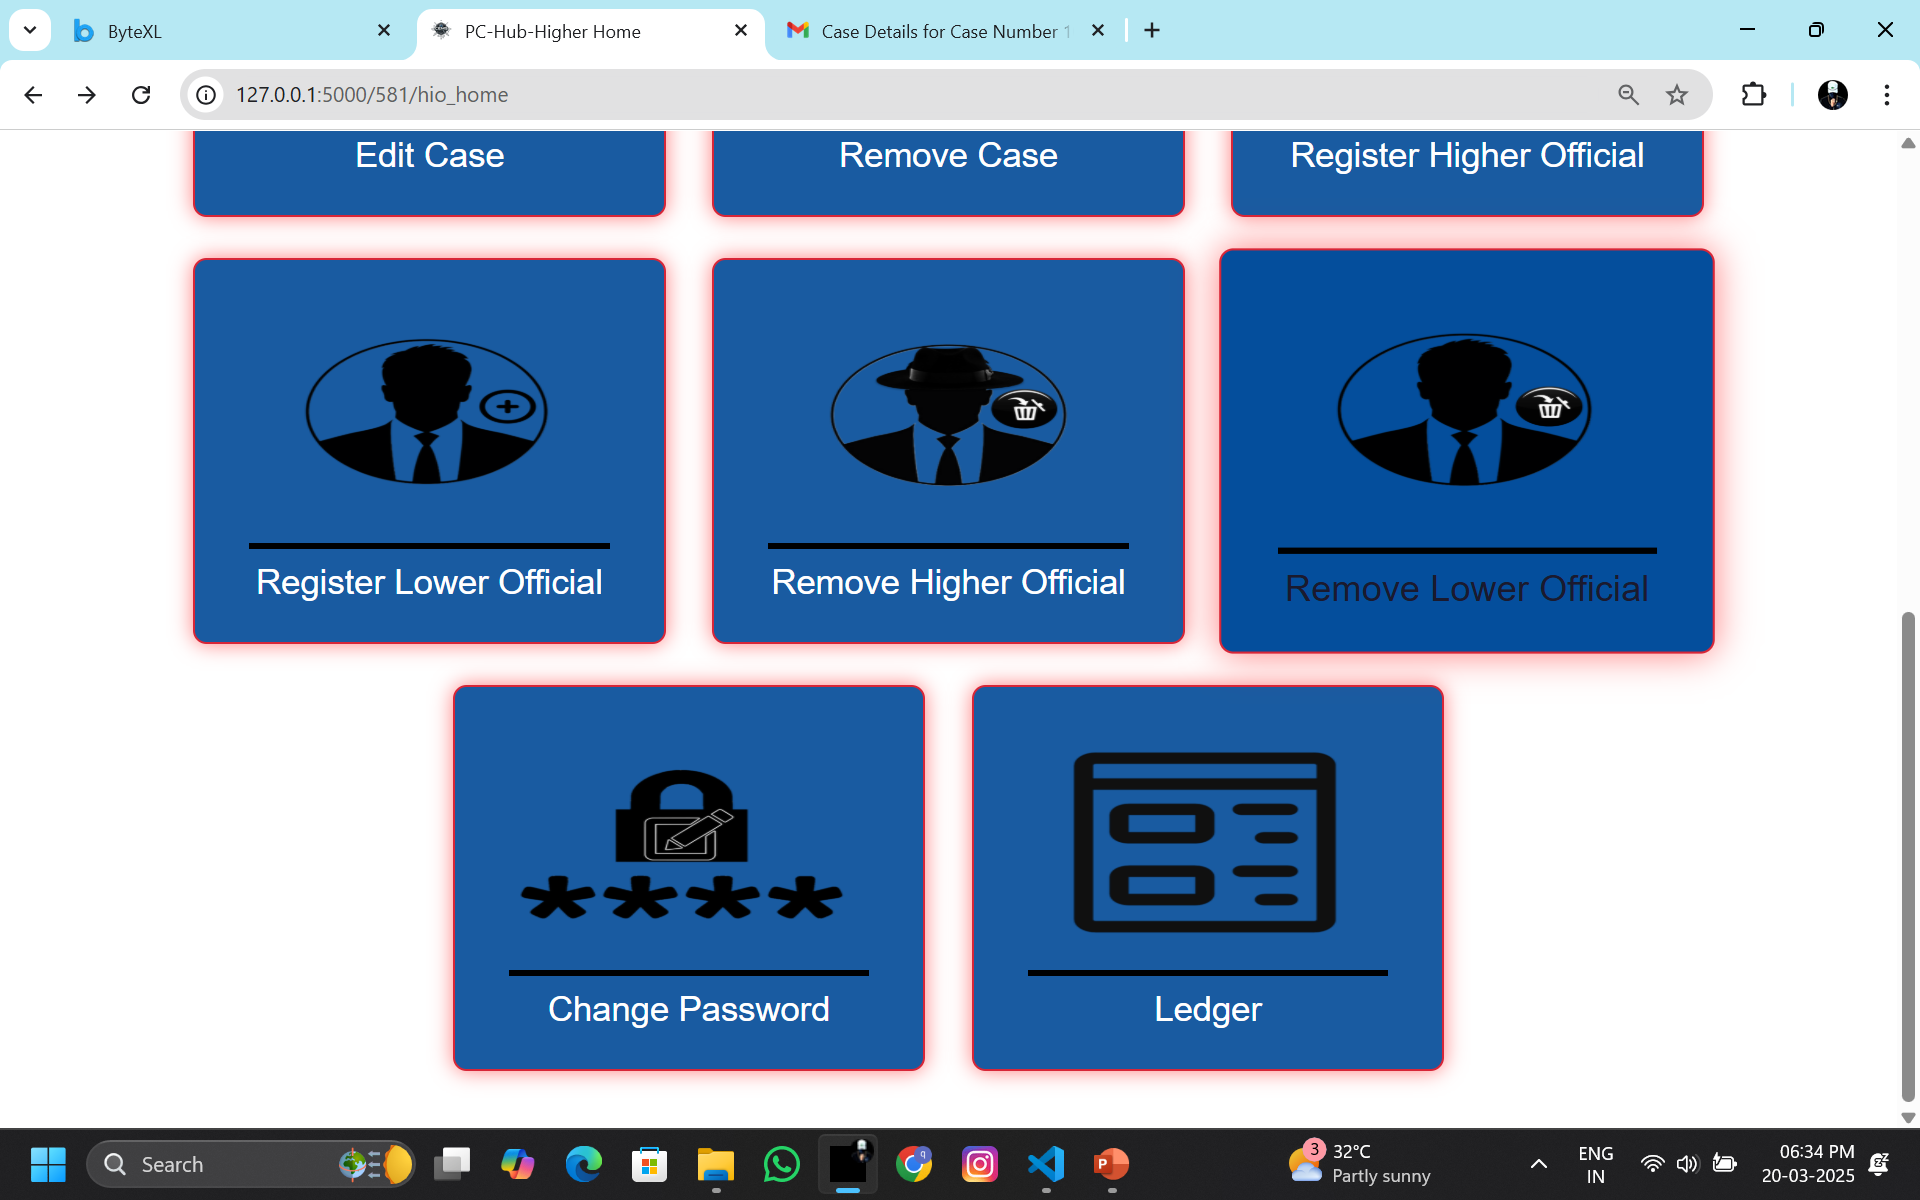 ByteXL
PC-Hub-Higher Home
Case Details for Case Number 1
127.0.0.1:5000/581/hio_home
Edit Case
Remove Case
Register Higher Official
Register Lower Official
Remove Higher Official
Remove Lower Official
****
Change Password
Ledger
Search
3
32°C
Partly sunny
ENG
IN
06:34 PM
20-03-2025